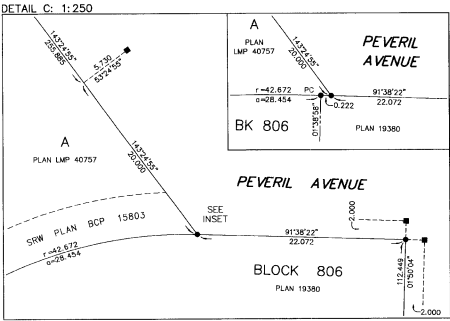 DETAIL C: 1:250
143°24'55"
255.885
5.730
53°24'55"
A
PLAN LMP 40757
143°24'55"
20.000
SRW PLAN BCP 15803
r=42.672
a=28.454
SEE
INSET
PEVERIL AVENUE
91°38'22"
22.072
BLOCK 806
PLAN 19380
2.000
112.449
01°50'04"
2.000
A
PLAN
LMP 40757
143°24'55"
20.000
PEVERIL
AVENUE
r=42.672
a=28.454
PC
0.222
91°38'22"
22.072
01°38'58"
BK 806
PLAN 19380